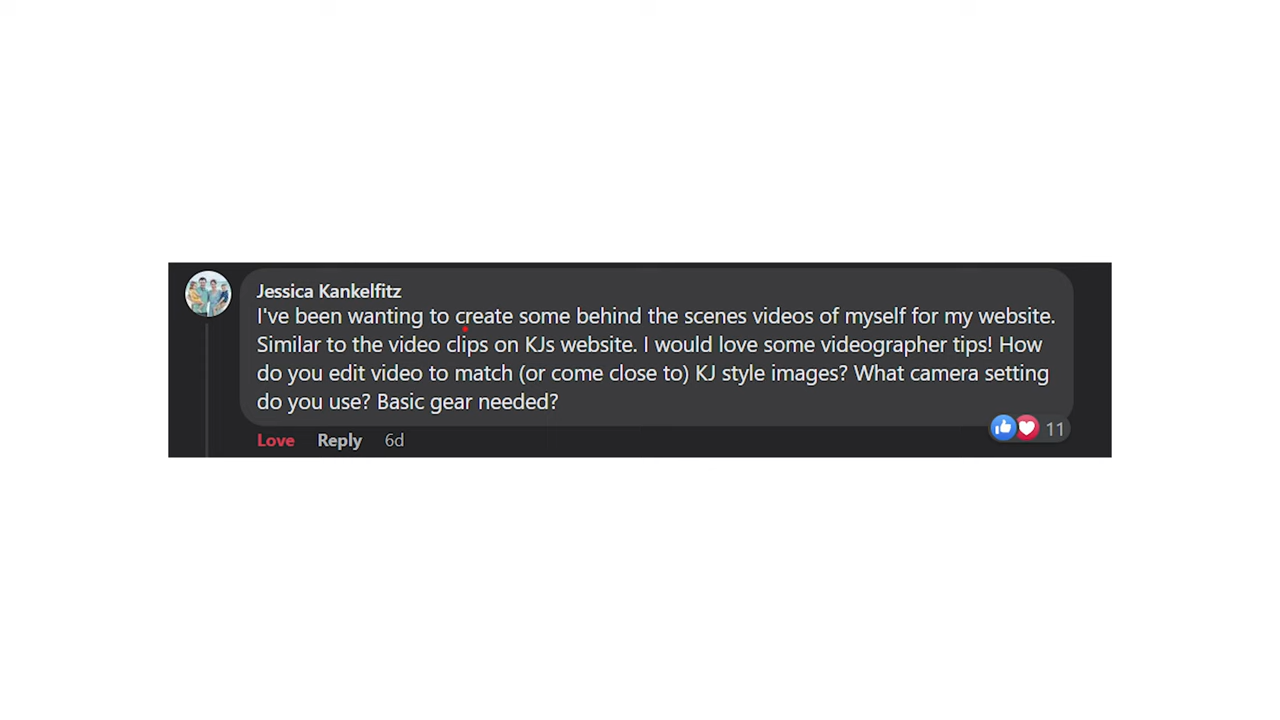 Jessica Kankelfitz
I've been wanting to create some behind the scenes videos of myself for my website.
Similar to the video clips on KJs website. I would love some videographer tips! How
do you edit video to match (or come close to) KJ style images? What camera setting
do you use? Basic gear needed?
Love Reply 6d 11